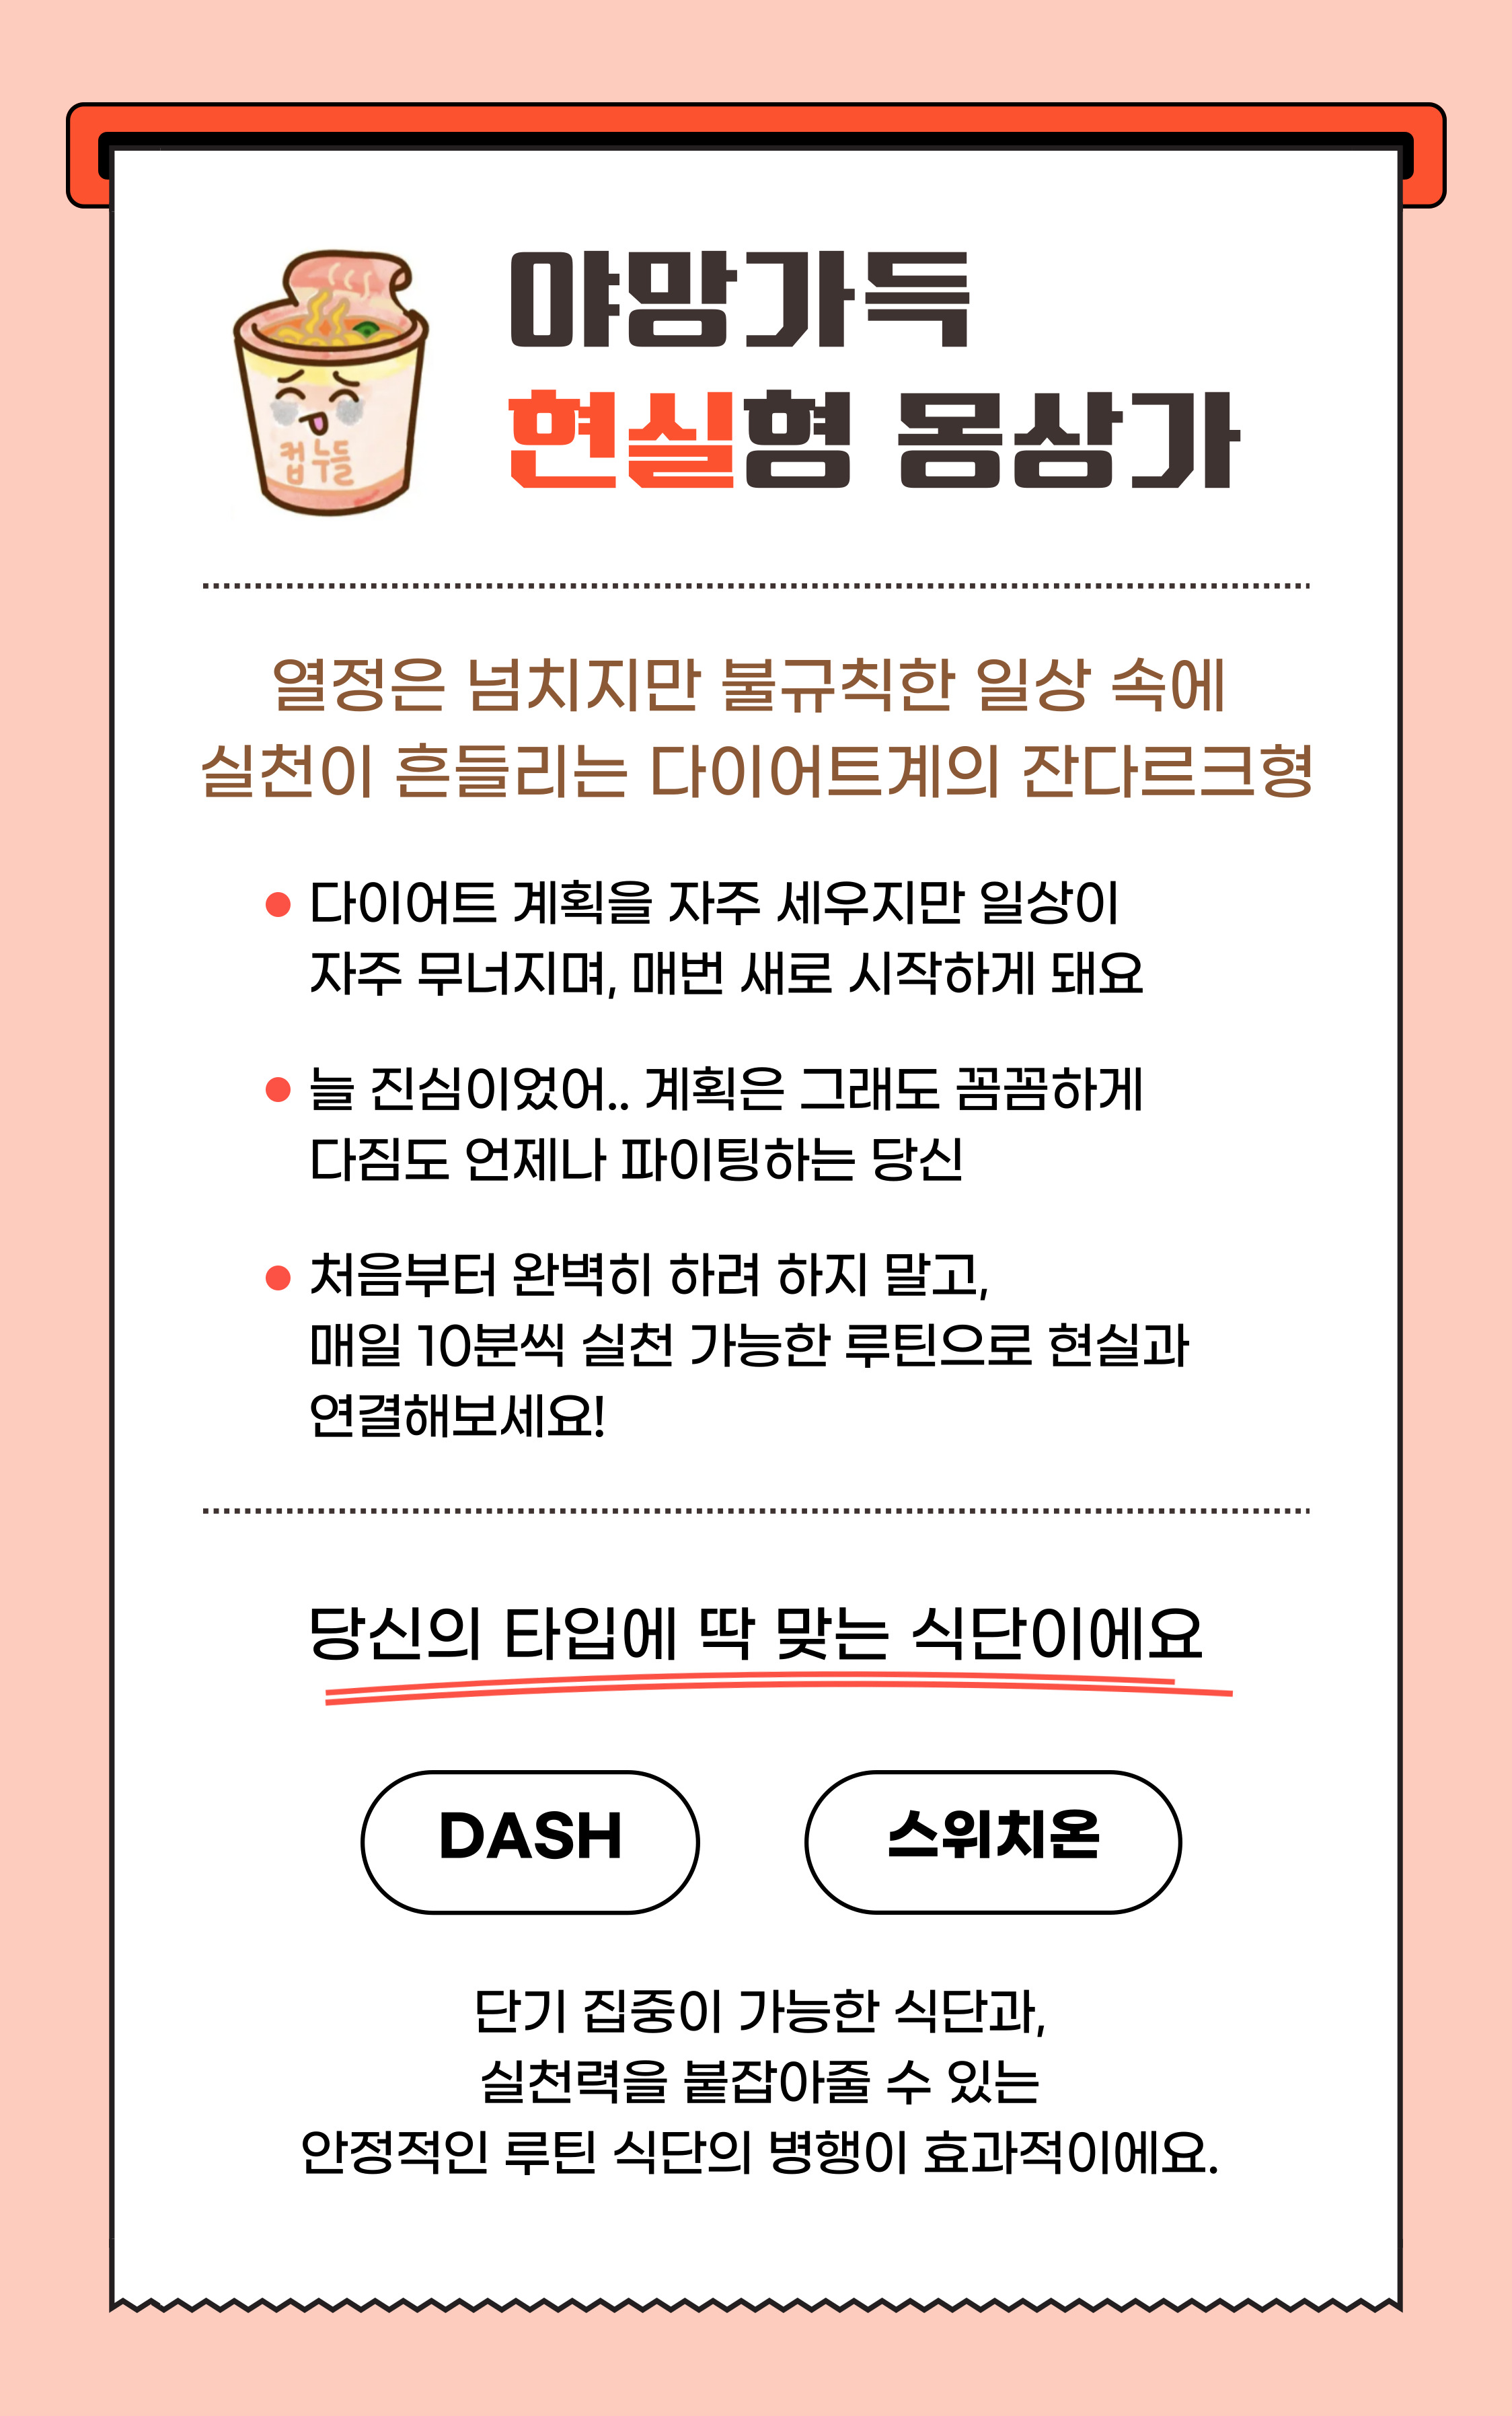 야망가득
현실형 몽상가
컵누들
열정은 넘치지만 불규칙한 일상 속에
실천이 흔들리는 다이어트계의 잔다르크형
다이어트 계획을 자주 세우지만 일상이
자주 무너지며, 매번 새로 시작하게 돼요
늘 진심이었어.. 계획은 그래도 꼼꼼하게
다짐도 언제나 파이팅하는 당신
처음부터 완벽히 하려 하지 말고,
매일 10분씩 실천 가능한 루틴으로 현실과
연결해보세요!
당신의 타입에 딱 맞는 식단이에요
DASH
스위치온
단기 집중이 가능한 식단과,
실천력을 붙잡아줄 수 있는
안정적인 루틴 식단의 병행이 효과적이에요.